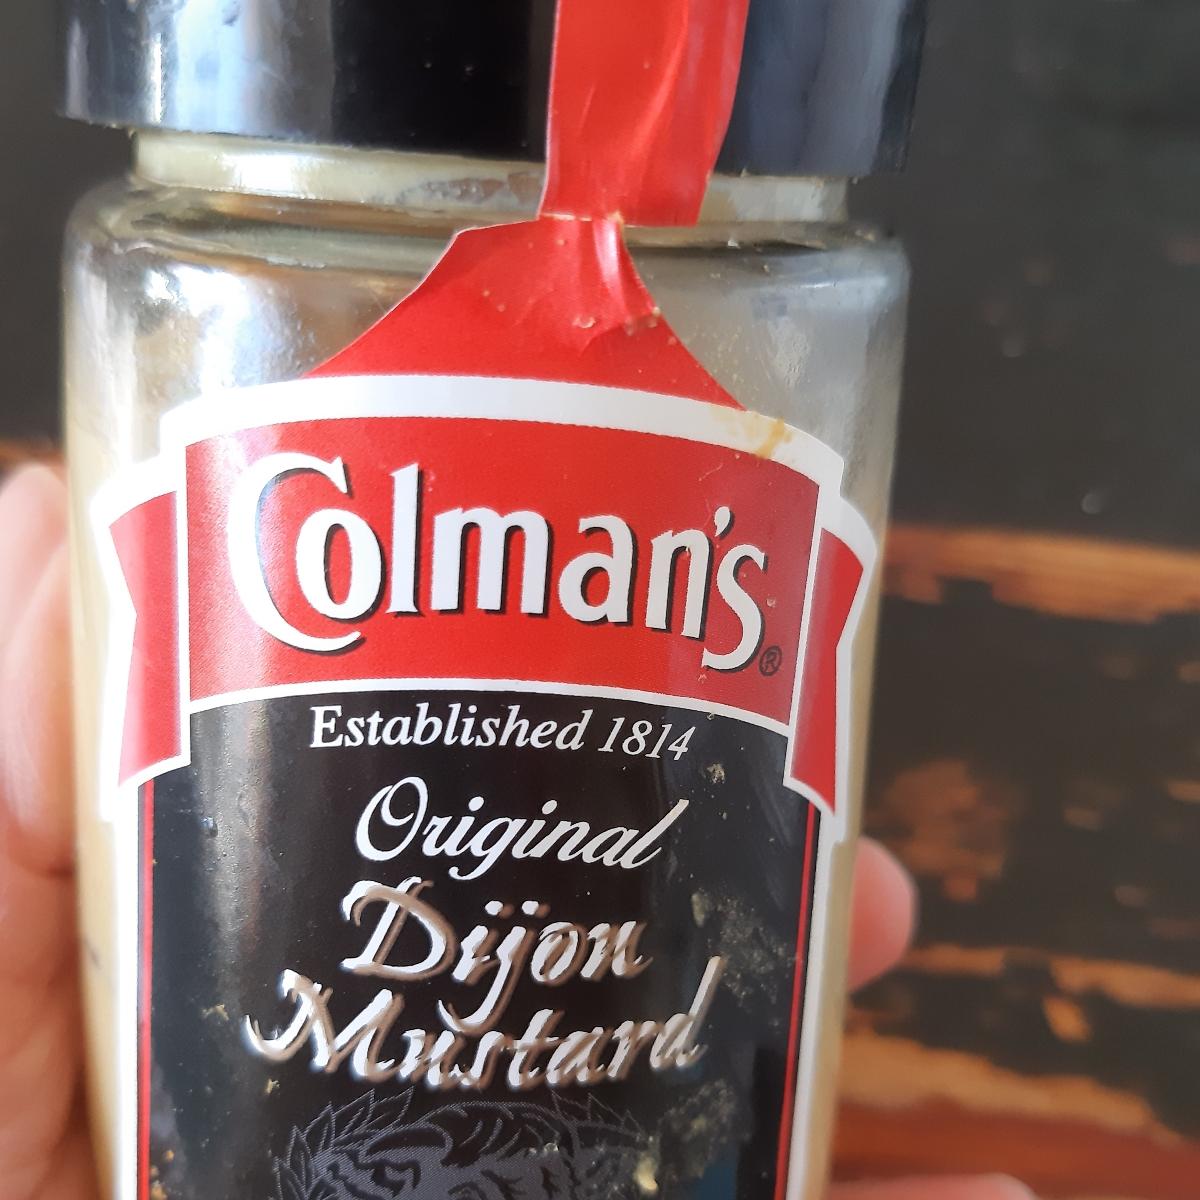 Colman's®
Established 1814
Original
Dijon
Mustard